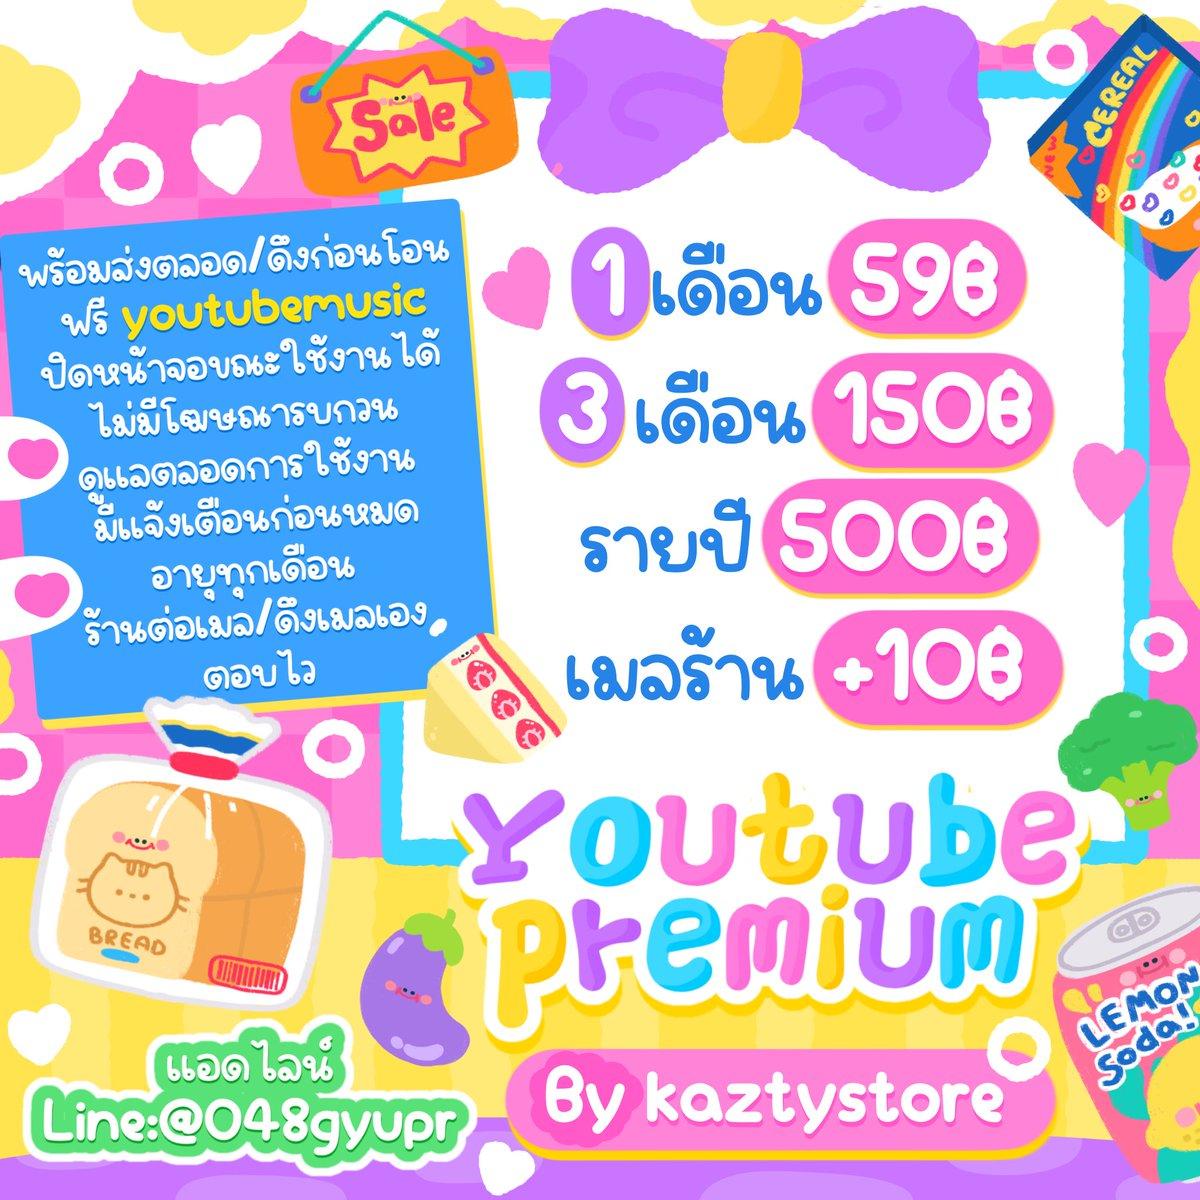 Sale
CEREAL
NEW
พร้อมส่งตลอด/ดึงก่อนโอน
ฟรี youtubemusic
ปิดหน้าจอขณะใช้งานได้
ไม่มีโฆษณารบกวน
ดูแลตลอดการใช้งาน
มีแจ้งเตือนก่อนหมด
อายุทุกเดือน
ร้านต่อเมล/ดึงเมลเอง
ตอบไว
1 เดือน 59฿
3 เดือน 150฿
รายปี 500฿
เมลร้าน +10฿
Youtube
premium
BREAD
LEMON
Soda!
แอดไลน์
Line:@048gyupr
By kaztystore